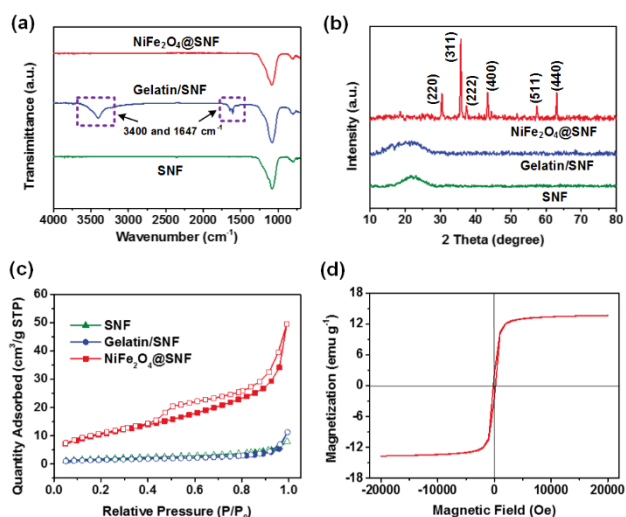 (a)
NiFe2O4@SNF
Gelatin/SNF
3400 and 1647 cm-1
SNF
Transimittance (a.u.)
4000 3500 3000 2500 2000 1500 1000
Wavenumber (cm-1)
(b)
(311)
(220)
(222)
(400)
(511)
(440)
NiFe2O4@SNF
Gelatin/SNF
SNF
Intensity (a.u.)
10 20 30 40 50 60 70 80
2 Theta (degree)
(c)
60
50
40
30
20
10
0
SNF
Gelatin/SNF
NiFe2O4@SNF
Quantity Adsorbed (cm3/g STP)
0.0 0.2 0.4 0.6 0.8 1.0
Relative Pressure (P/Po)
(d)
18
12
6
0
-6
-12
-18
Magnetization (emu g-1)
-20000 -10000 0 10000 20000
Magnetic Field (Oe)